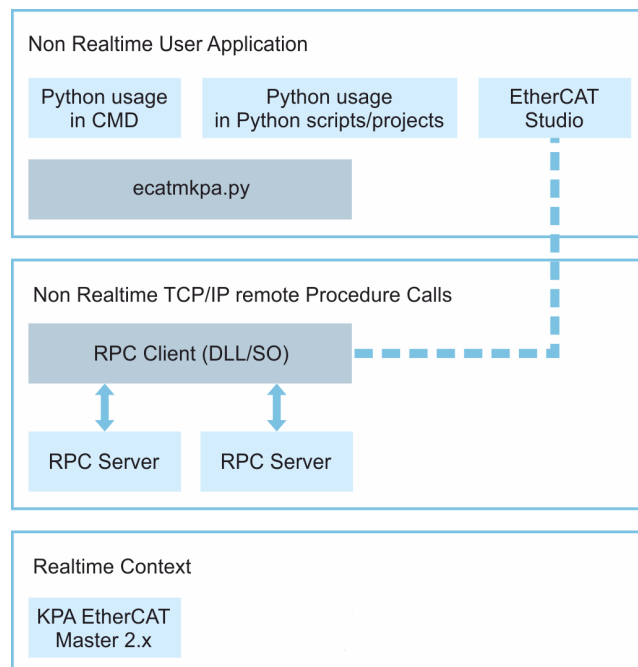 Non Realtime User Application
Python usage
in CMD
Python usage
in Python scripts/projects
EtherCAT
Studio
ecatmkpa.py
Non Realtime TCP/IP remote Procedure Calls
RPC Client (DLL/SO)
RPC Server
RPC Server
Realtime Context
KPA EtherCAT
Master 2.x